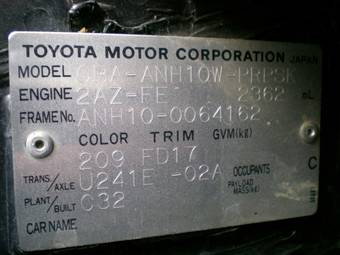 TOYOTA MOTOR CORPORATION JAPAN
MODEL CBA-ANH10W-PRPSK
ENGINE 2AZ-FE 2362 mL
FRAME No. ANH10-0064162
COLOR TRIM GVM(kg)
209 FD17
TRANS/AXLE U241E -02A OCCUPANTS C
PLANT/BUILT C32 PAYLOAD MASS(kg)
CAR NAME